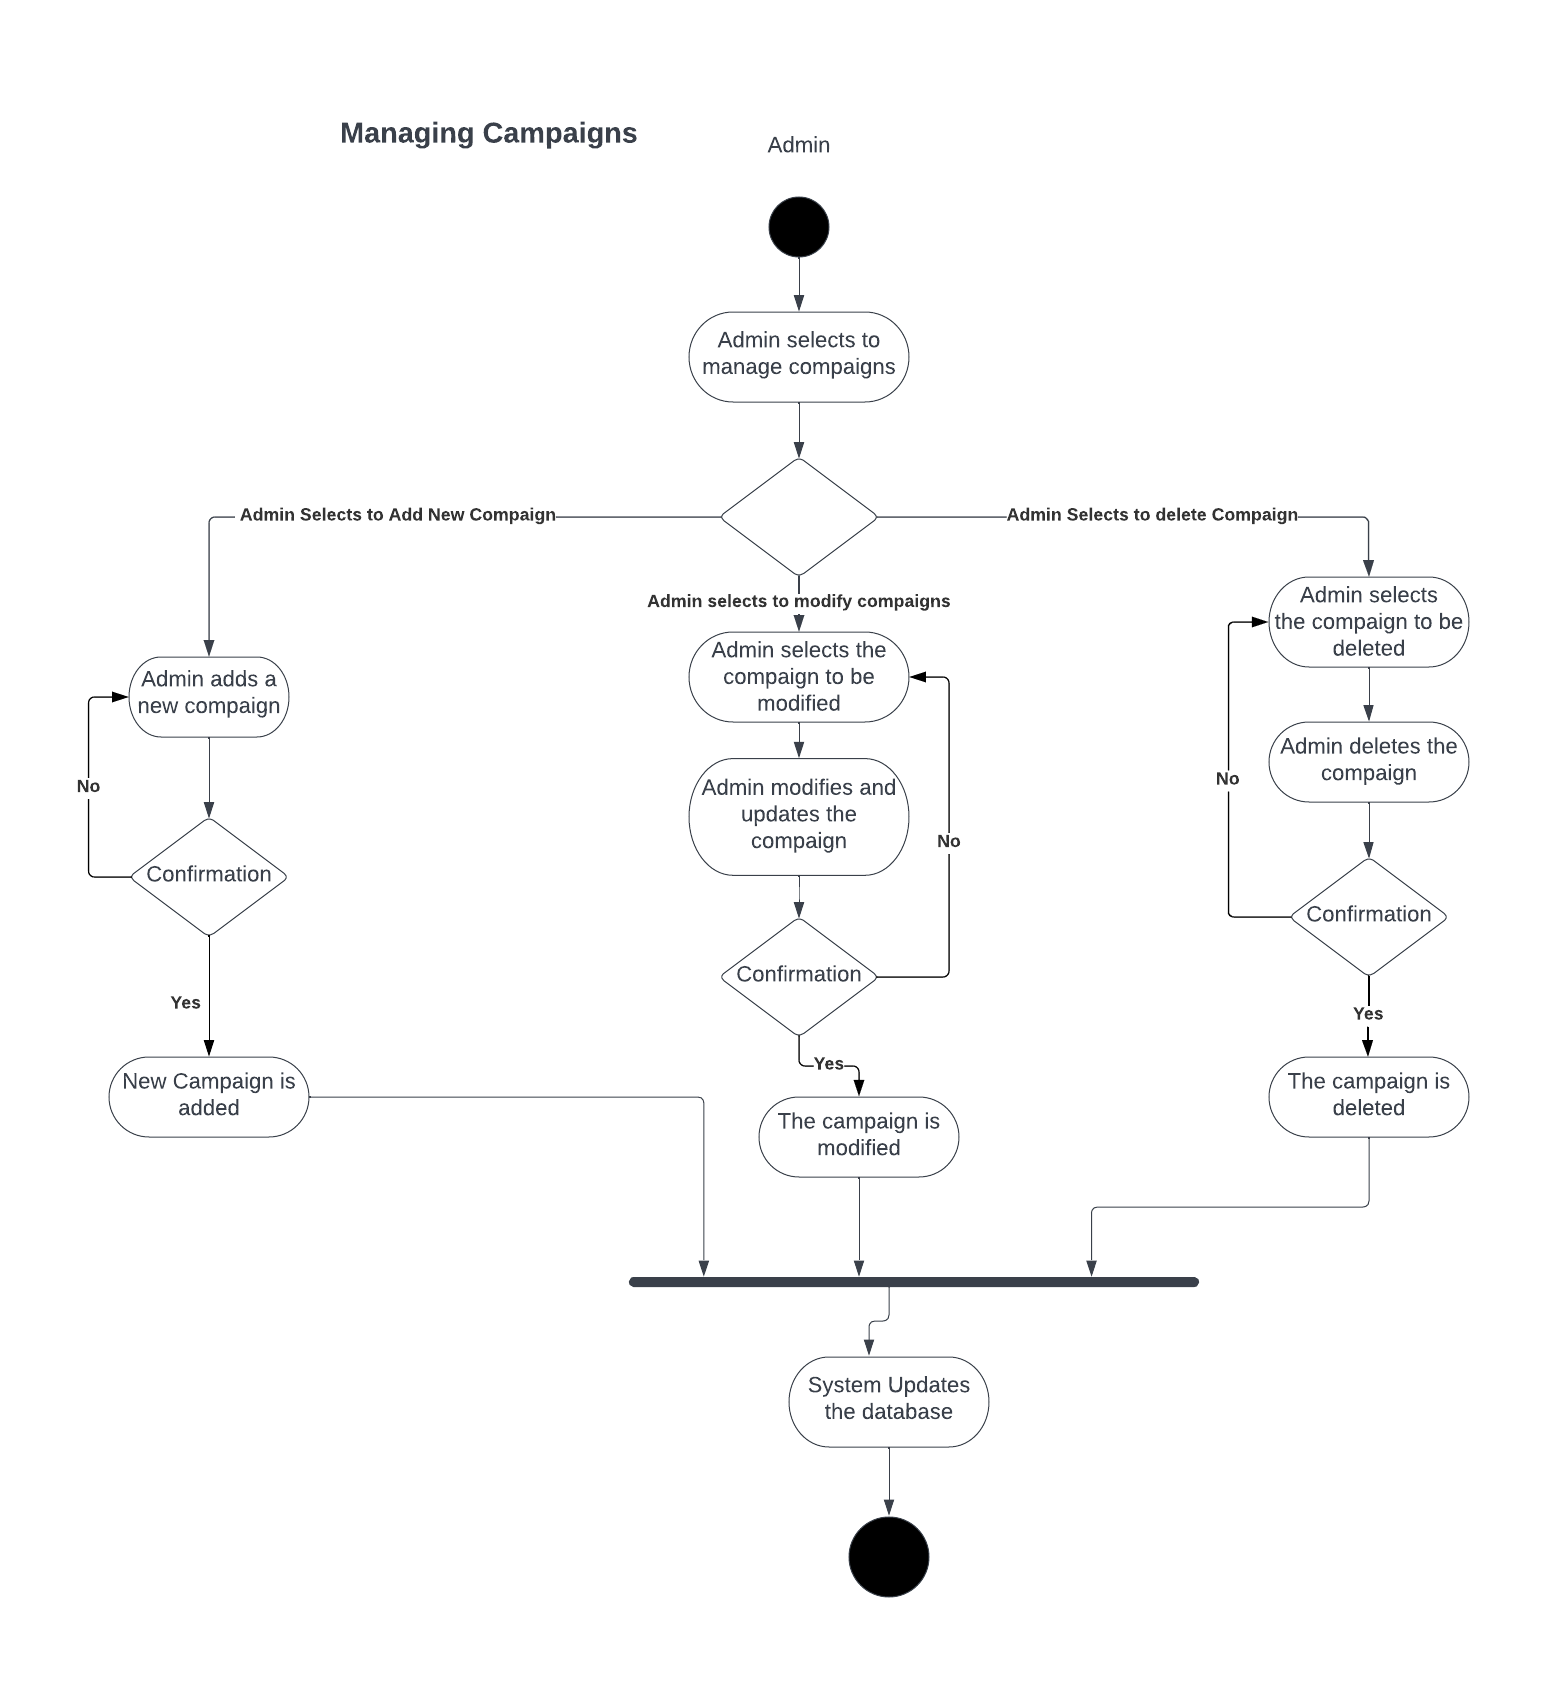 Managing Campaigns
Admin
Admin selects to
manage compaigns
Admin Selects to Add New Compaign
Admin Selects to delete Compaign
Admin selects to modify compaigns
Admin adds a
new compaign
No
Confirmation
Yes
New Campaign is
added
Admin selects the
compaign to be
modified
Admin modifies and
updates the
compaign
No
Confirmation
Yes
The campaign is
modified
Admin selects
the compaign to be
deleted
Admin deletes the
compaign
No
Confirmation
Yes
The campaign is
deleted
System Updates
the database